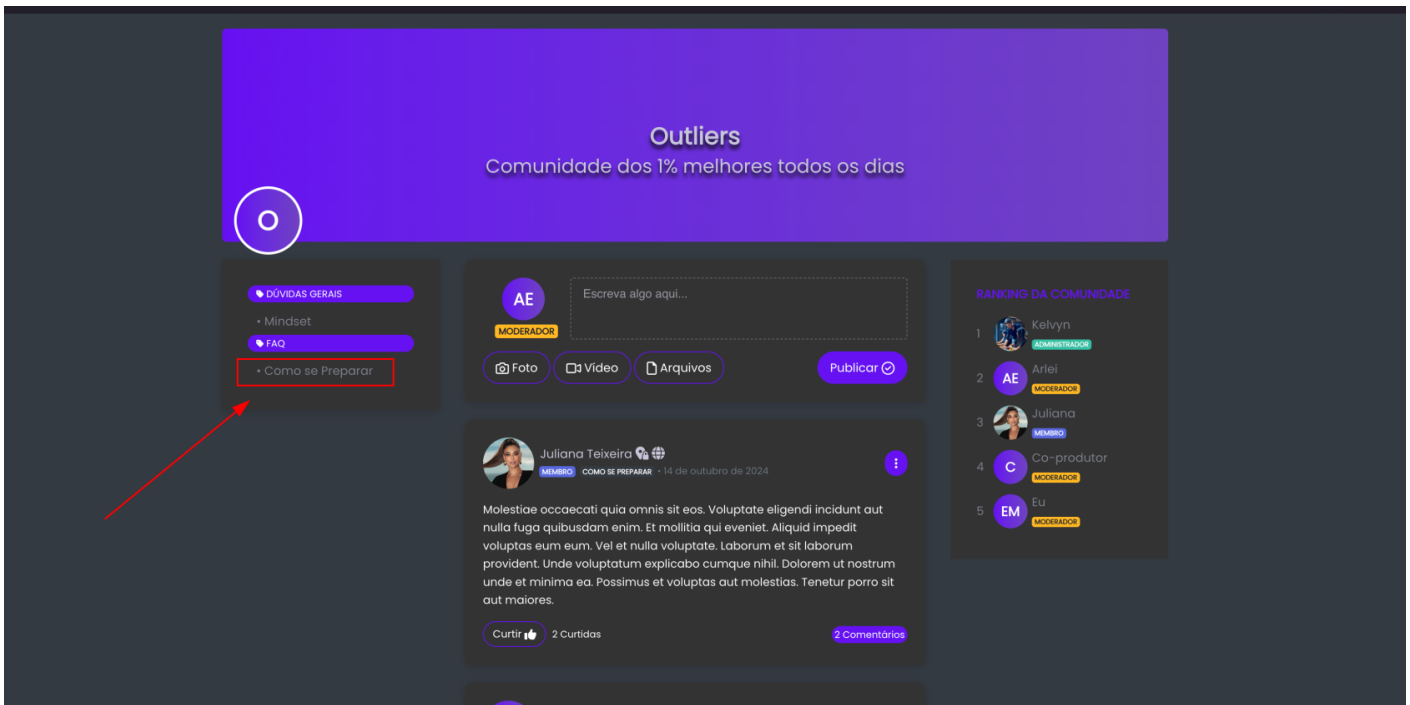 Outliers
Comunidade dos 1% melhores todos os dias
O
DÚVIDAS GERAIS
• Mindset
FAQ
• Como se Preparar
AE
MODERADOR
Escreva algo aqui...
Foto
Vídeo
Arquivos
Publicar
Juliana Teixeira
MEMBRO COMO SE PREPARAR • 14 de outubro de 2024
Molestiae occaecati quia omnis sit eos. Voluptate eligendi incidunt aut
nulla fuga quibusdam enim. Et mollitia qui eveniet. Aliquid impedit
voluptas eum eum. Vel et nulla voluptate. Laborum et sit laborum
provident. Unde voluptatum explicabo cumque nihil. Dolorem ut nostrum
unde et minima ea. Possimus et voluptas aut molestias. Tenetur porro sit
aut maiores.
Curtir
2 Curtidas
2 Comentários
RANKING DA COMUNIDADE
1 Kelvyn
ADMINISTRADOR
2 AE Arlei
MODERADOR
3 Juliana
MEMBRO
4 C Co-produtor
MODERADOR
5 EM Eu
MODERADOR